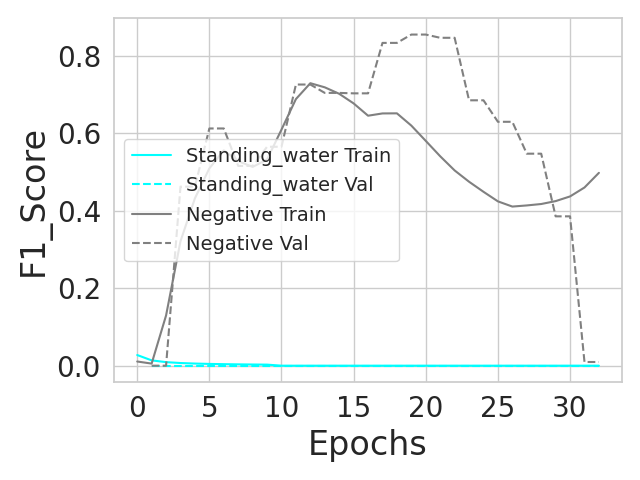 F1_Score
0.8
0.6
0.4
0.2
0.0
Standing_water Train
Standing_water Val
Negative Train
Negative Val
0 5 10 15 20 25 30
Epochs